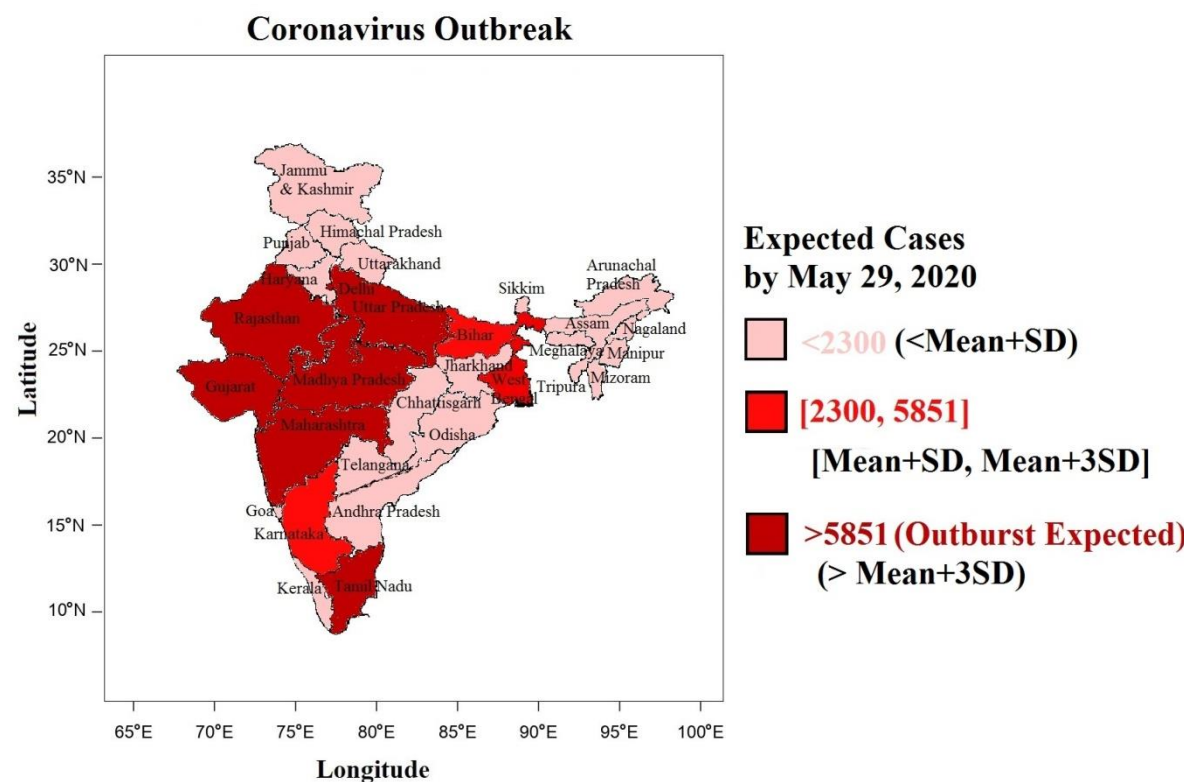 Coronavirus Outbreak
35°N
30°N
25°N
20°N
15°N
10°N
Latitude
65°E 70°E 75°E 80°E 85°E 90°E 95°E 100°E
Longitude
Jammu
& Kashmir
Himachal Pradesh
Punjab
Uttarakhand
Haryana
Delhi
Uttar Pradesh
Rajasthan
Bihar
Sikkim
Arunachal
Pradesh
Assam
Nagaland
Meghalaya
Manipur
Tripura
Mizoram
Jharkhand
West
Bengal
Gujarat
Madhya Pradesh
Chhattisgarh
Odisha
Maharashtra
Telangana
Goa
Andhra Pradesh
Karnataka
Kerala
Tamil Nadu
Expected Cases
by May 29, 2020
<2300 (<Mean+SD)
[2300, 5851]
[Mean+SD, Mean+3SD]
>5851 (Outburst Expected)
(> Mean+3SD)